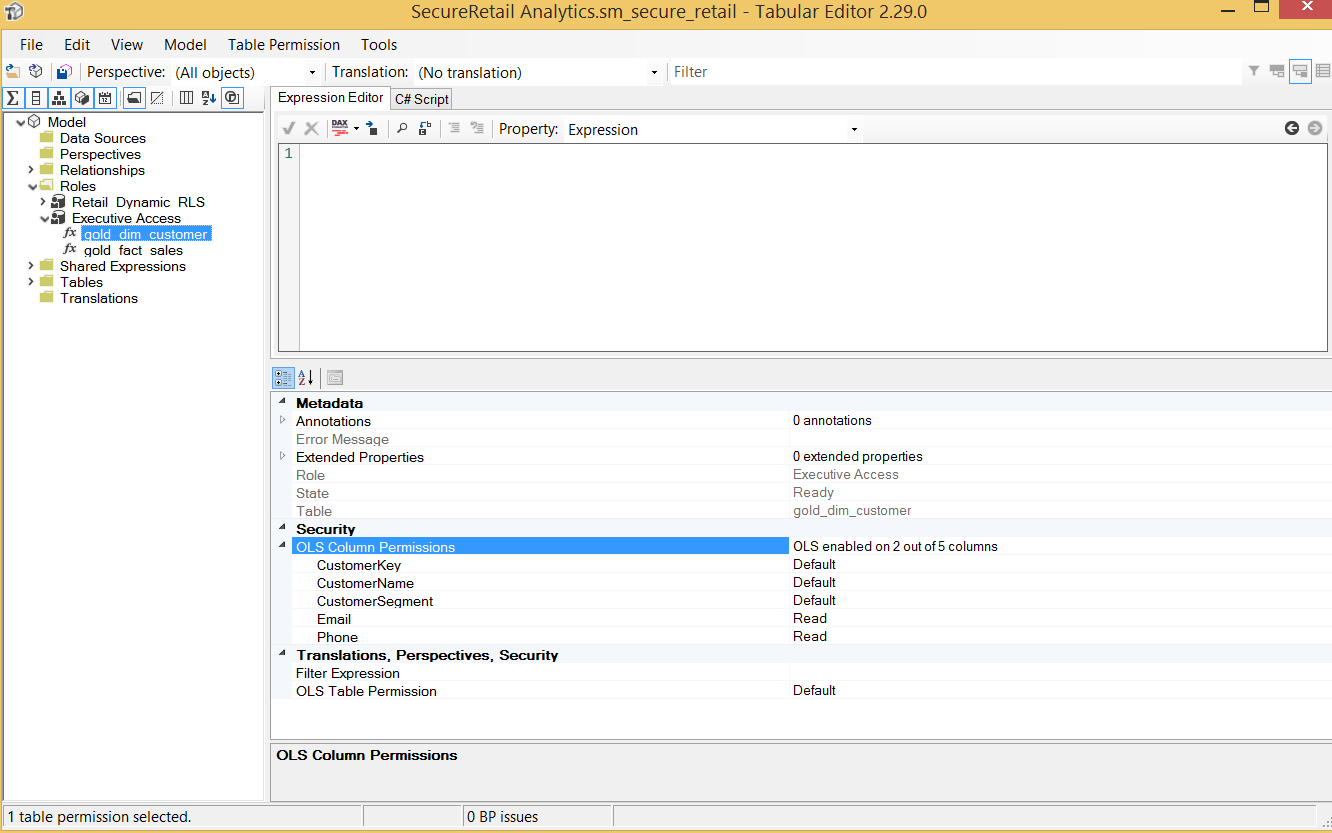 SecureRetail Analytics.sm_secure_retail - Tabular Editor 2.29.0
File Edit View Model Table Permission Tools
Perspective: (All objects) Translation: (No translation) Filter
Expression Editor C# Script
Model
Data Sources
Perspectives
Relationships
Roles
Retail_Dynamic_RLS
Executive Access
gold_dim_customer
gold_fact_sales
Shared Expressions
Tables
Translations
DAX Property: Expression
1
Metadata
Annotations 0 annotations
Error Message
Extended Properties 0 extended properties
Role Executive Access
State Ready
Table gold_dim_customer
Security
OLS Column Permissions OLS enabled on 2 out of 5 columns
CustomerKey Default
CustomerName Default
CustomerSegment Default
Email Read
Phone Read
Translations, Perspectives, Security
Filter Expression
OLS Table Permission Default
OLS Column Permissions
1 table permission selected. 0 BP issues